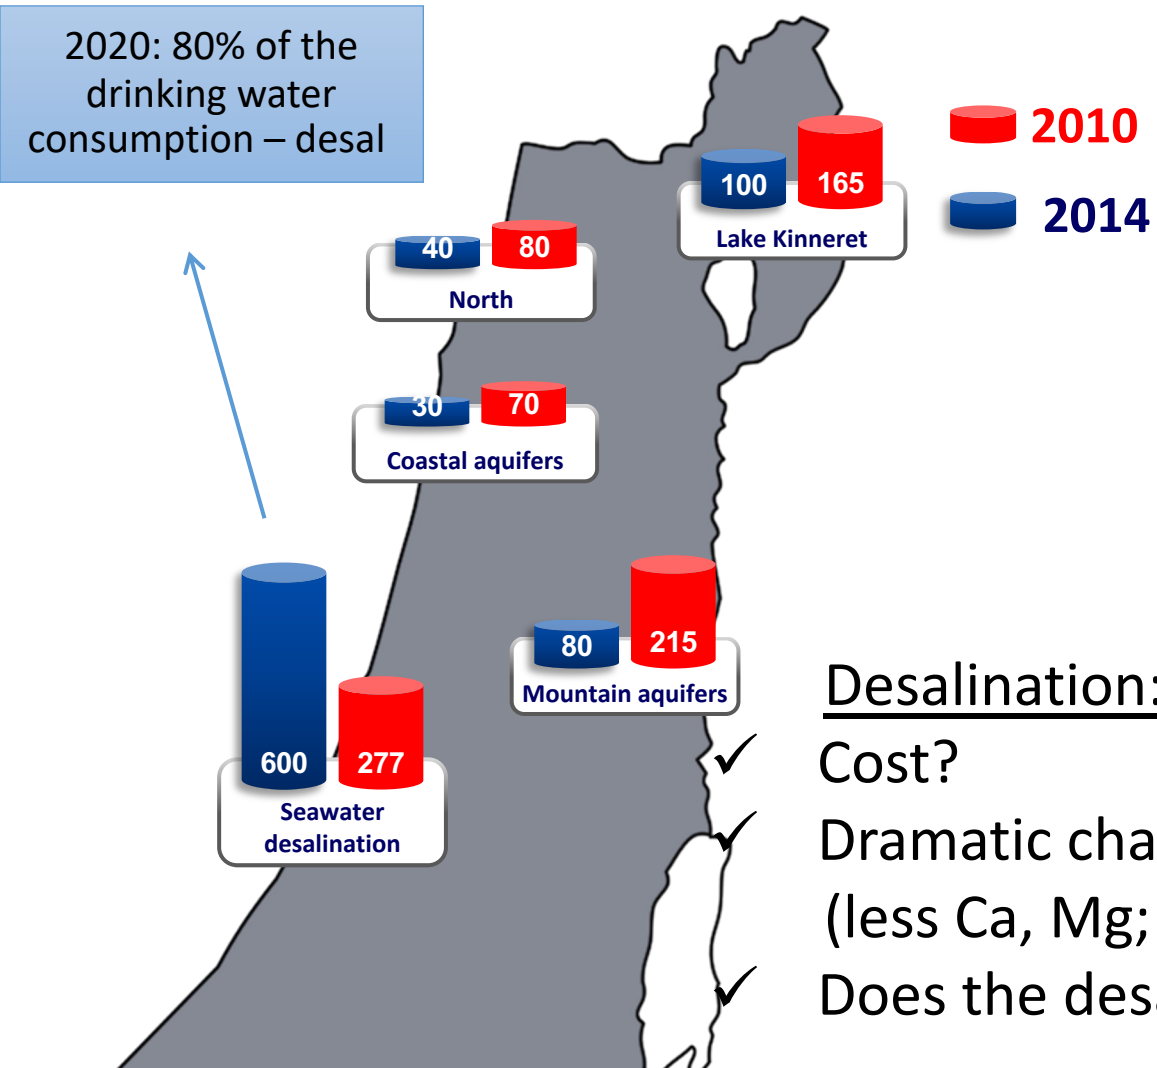 2020: 80% of the
drinking water
consumption – desal
2010
2014
100
165
Lake Kinneret
40
80
North
30
70
Coastal aquifers
80
215
Mountain aquifers
600
277
Seawater
desalination
Desalination:
✓ Cost?
✓ Dramatic cha
(less Ca, Mg;
✓ Does the desa